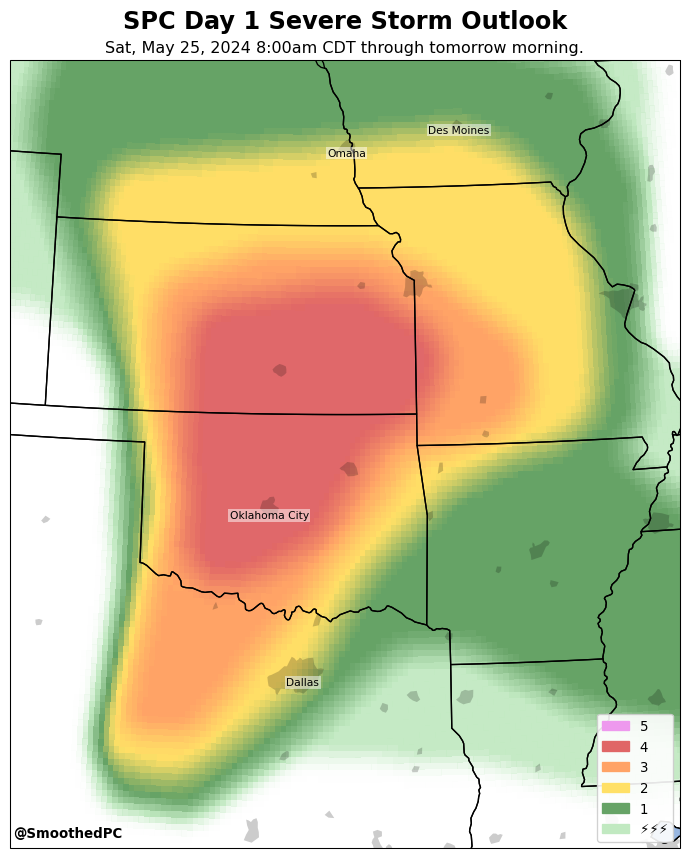 SPC Day 1 Severe Storm Outlook
Sat, May 25, 2024 8:00am CDT through tomorrow morning.
Des Moines
Omaha
Oklahoma City
Dallas
5
4
3
2
1
⚡⚡⚡
@SmoothedPC